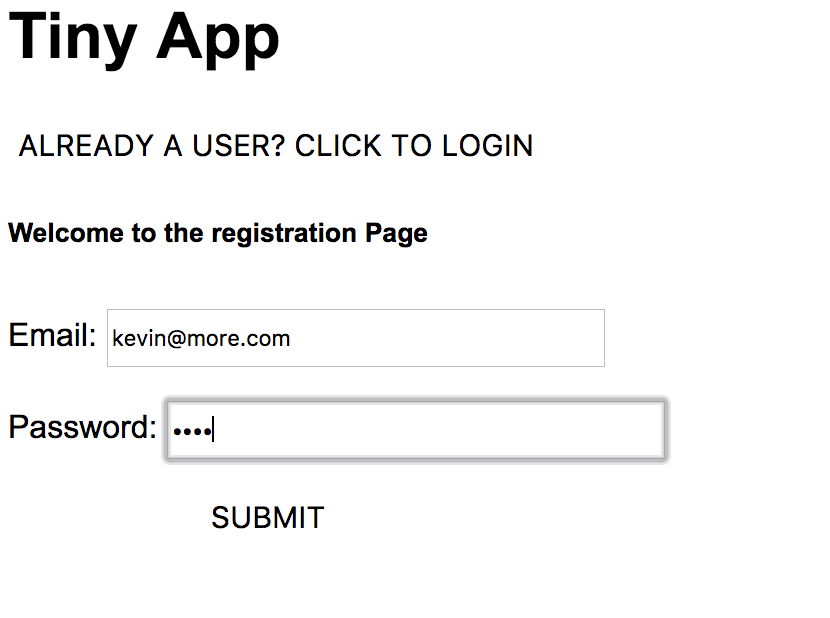 Tiny App
ALREADY A USER? CLICK TO LOGIN
Welcome to the registration Page
Email: kevin@more.com
Password: ••••
SUBMIT